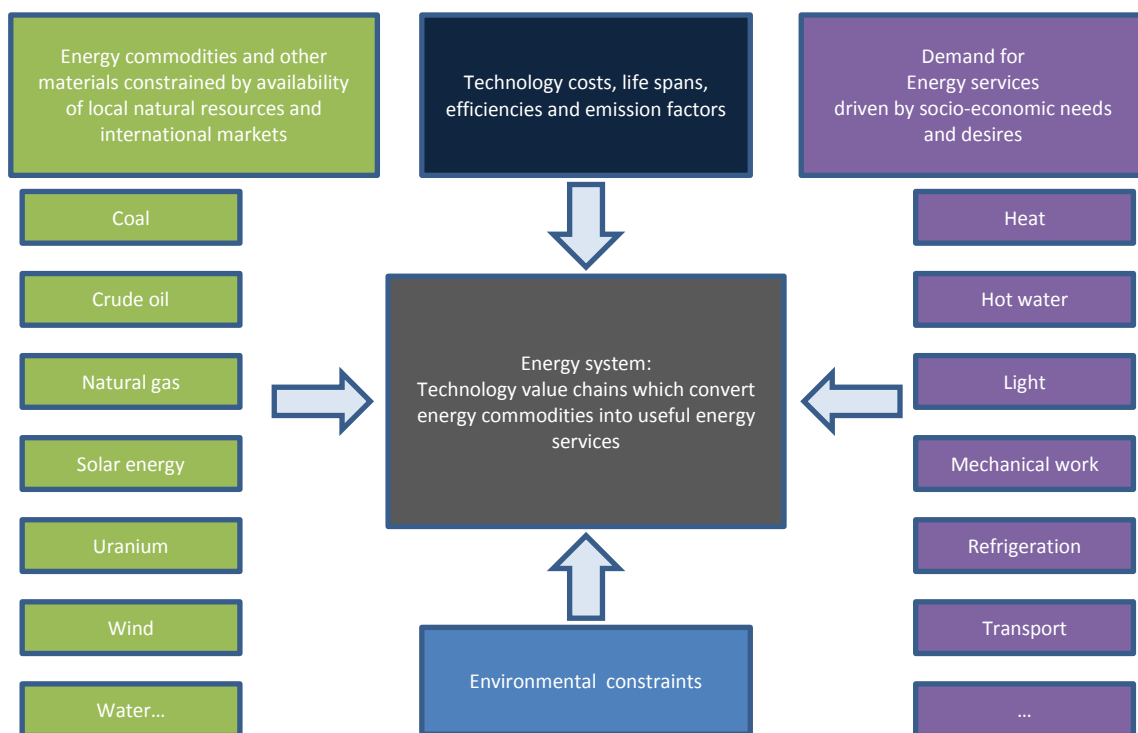 Energy commodities and other
materials constrained by availability
of local natural resources and
international markets
Technology costs, life spans,
efficiencies and emission factors
Demand for
Energy services
driven by socio-economic needs
and desires
Coal
Crude oil
Natural gas
Solar energy
Uranium
Wind
Water...
Energy system:
Technology value chains which convert
energy commodities into useful energy
services
Environmental constraints
Heat
Hot water
Light
Mechanical work
Refrigeration
Transport
...